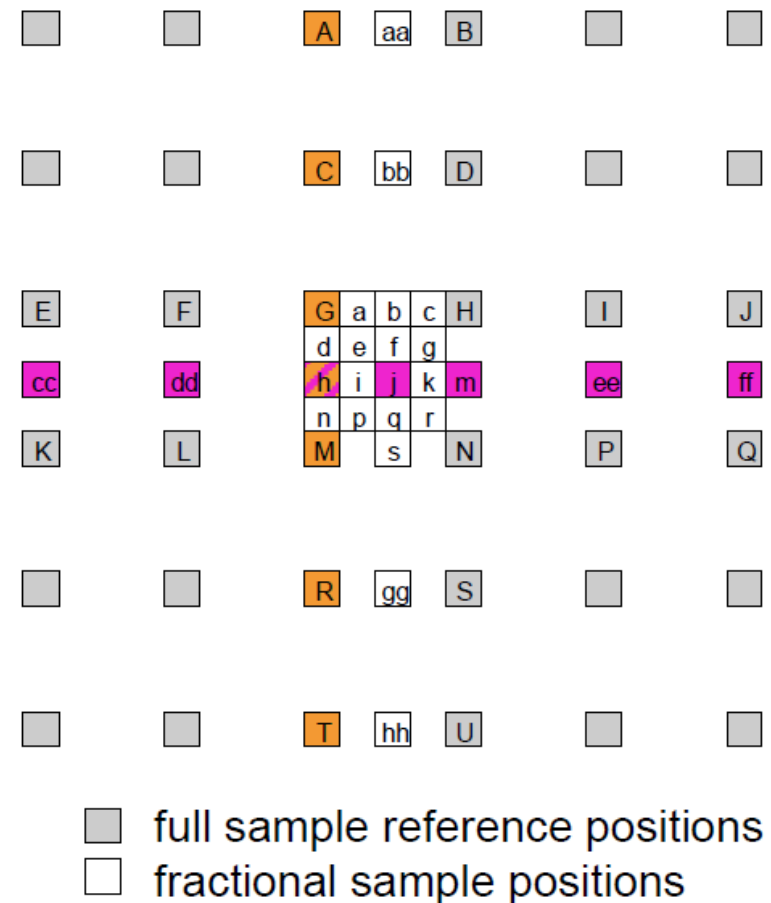 A aa B
C bb D
E F G a b c H I J
d e f g
cc dd h i j k m ee ff
n p q r
K L M s N P Q
R gg S
T hh U
full sample reference positions
fractional sample positions